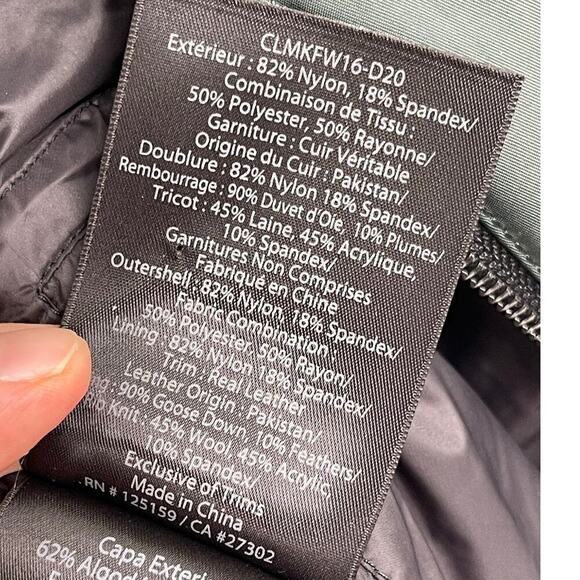 CLMKFW16-D20
Extérieur : 82% Nylon, 18% Spandex/
Combinaison de Tissu :
50% Polyester, 50% Rayonne/
Garniture : Cuir Véritable
Origine du Cuir : Pakistan/
Doublure : 82% Nylon 18% Spandex/
Rembourrage : 90% Duvet d'Oie, 10% Plumes/
Tricot : 45% Laine, 45% Acrylique,
10% Spandex/
Garnitures Non Comprises
Fabriqué en Chine
Outershell : 82% Nylon, 18% Spandex/
Fabric Combination
50% Polyester 50% Rayon/
Lining : 82% Nylon 18% Spandex/
Trim : Real Leather
Leather Origin : Pakistan/
90% Goose Down, 10% Feathers/
Knit : 45% Wool, 45% Acrylic,
10% Spandex/
Exclusive of Trims
Made in China
RN # 125159 / CA #27302
Capa Exteri
62% Algod